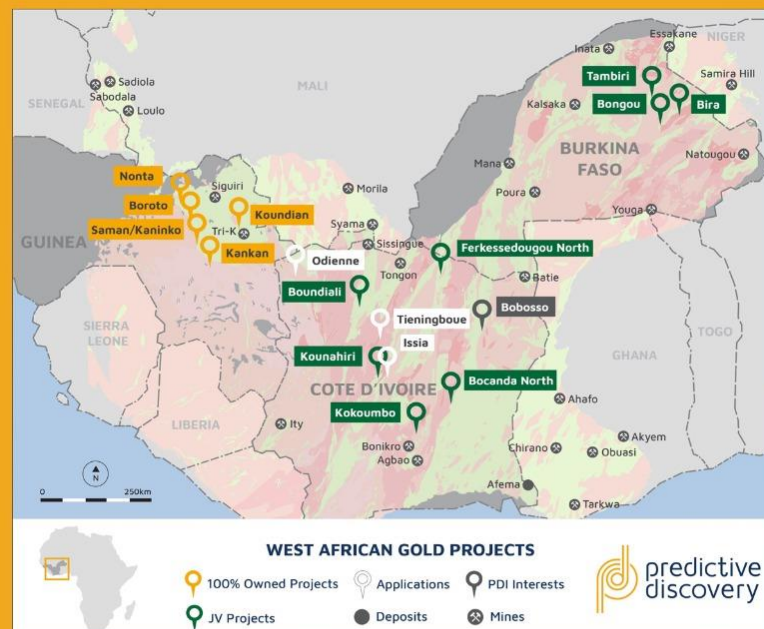 Essakane
NIGER
Inata
Tambiri
MALI
Sadiola
Samira Hill
Sabodala
Bongou
Bira
SENEGAL
Loulo
Kalsaka
BURKINA
FASO
Natougou
Mana
Nonta
Siguiri
Morila
Poura
Boroto
Koundian
Youga
Saman/Kaninko
Tri-K
Syama
GUINEA
Kankan
Sissingue
Ferkessedougou North
Odienne
Tongon
Batie
Boundiali
Bobosso
SIERRA
LEONE
Tieningboue
TOGO
Issia
Kounahiri
GHANA
COTE D'IVOIRE
Bocanda North
Kokoumbo
Ahafo
LIBERIA
Ity
Akyem
Bonikro
Chirano
Obuasi
Agbao
N
Afema
0 250km
Tarkwa
WEST AFRICAN GOLD PROJECTS
100% Owned Projects
Applications
PDI Interests
JV Projects
Deposits
Mines
predictive
discovery